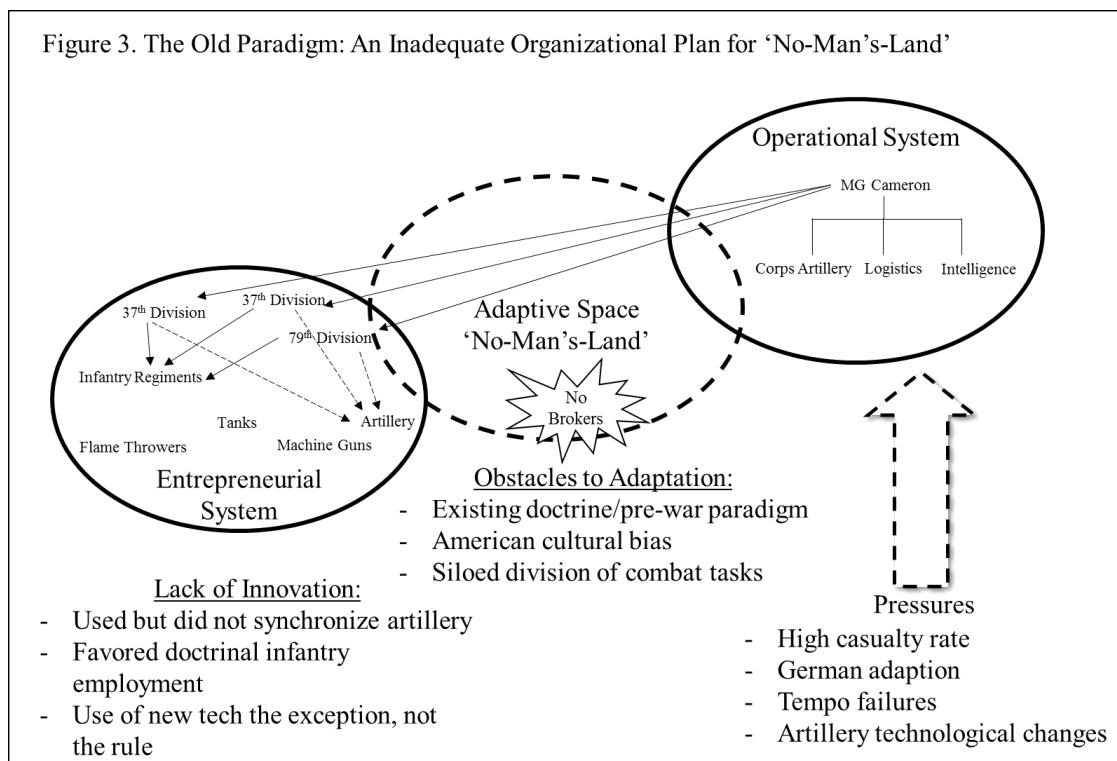 Figure 3. The Old Paradigm: An Inadequate Organizational Plan for ‘No-Man’s-Land’
Operational System
MG Cameron
Corps Artillery
Logistics
Intelligence
Adaptive Space
‘No-Man’s-Land’
No
Brokers
37th Division
37th Division
79th Division
Infantry Regiments
Artillery
Tanks
Flame Throwers
Machine Guns
Entrepreneurial
System
Obstacles to Adaptation:
- Existing doctrine/pre-war paradigm
- American cultural bias
- Siloed division of combat tasks
Lack of Innovation:
- Used but did not synchronize artillery
- Favored doctrinal infantry
employment
- Use of new tech the exception, not
the rule
Pressures
- High casualty rate
- German adaption
- Tempo failures
- Artillery technological changes